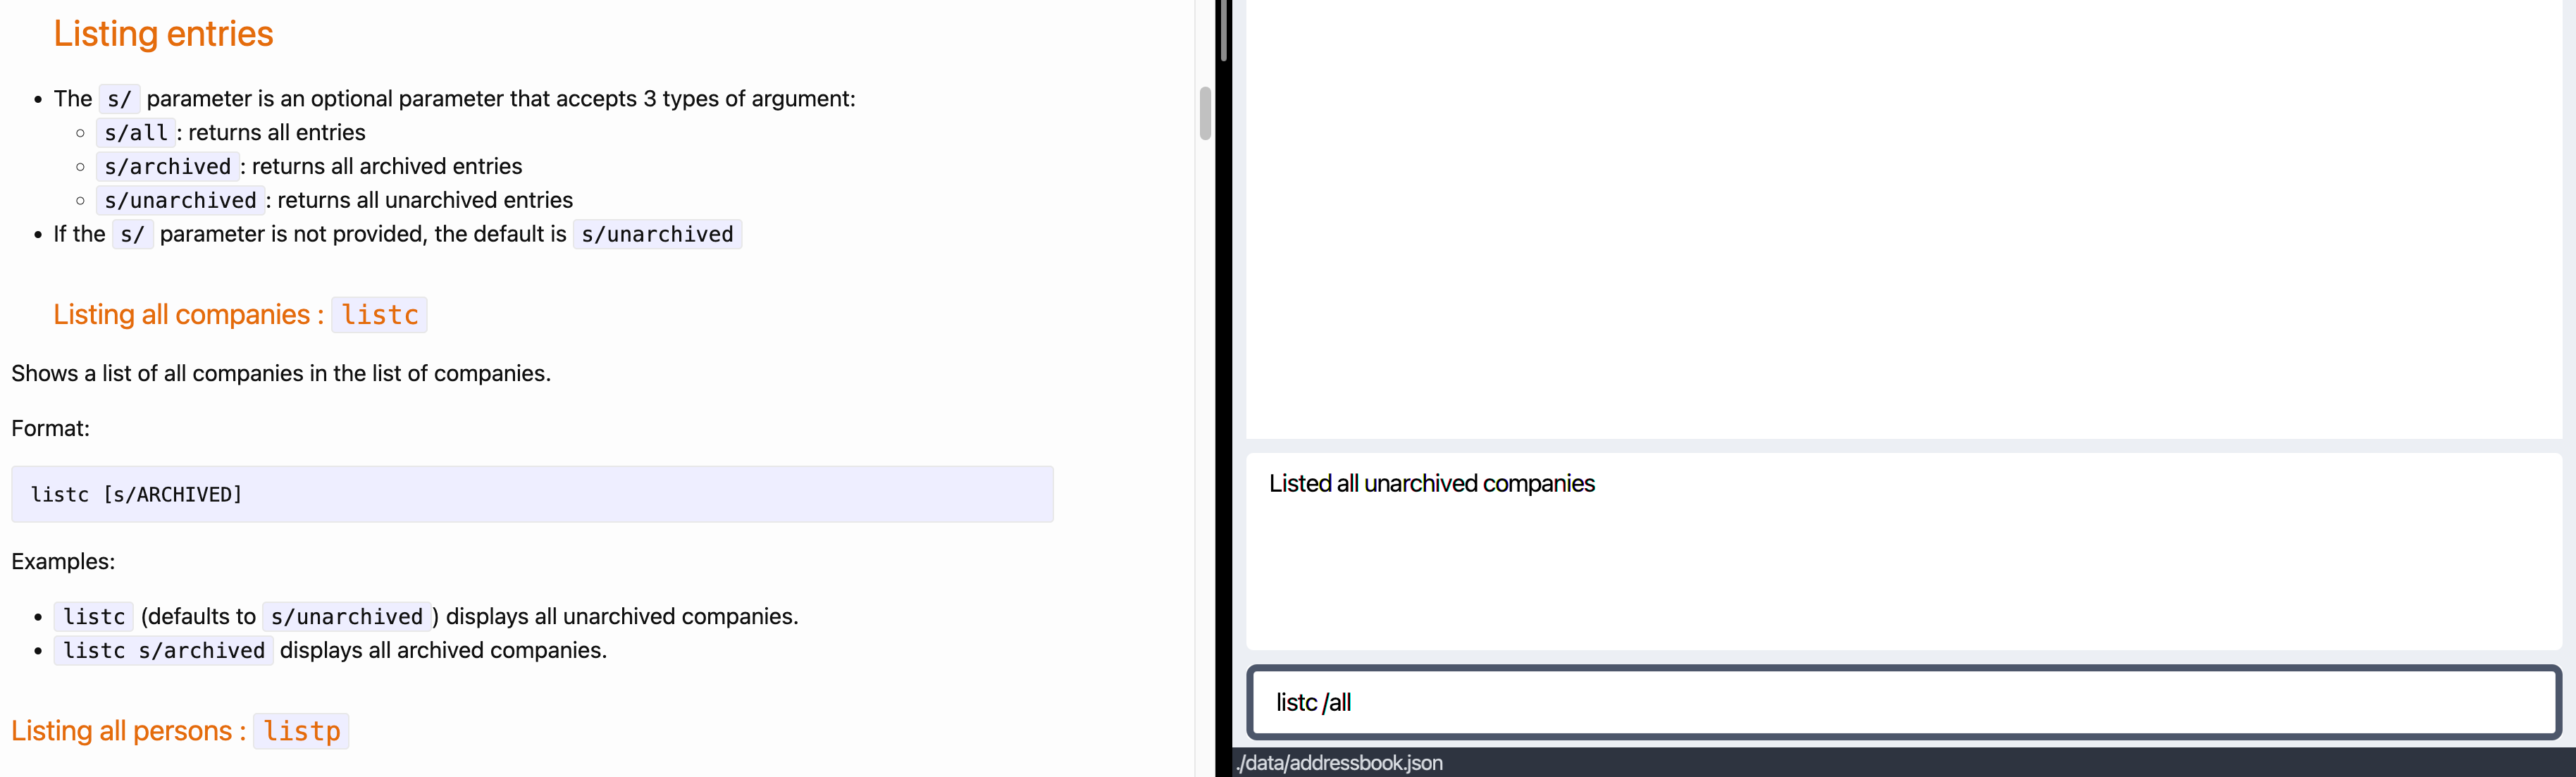 Listing entries
The s/ parameter is an optional parameter that accepts 3 types of argument:
s/all : returns all entries
s/archived : returns all archived entries
s/unarchived : returns all unarchived entries
If the s/ parameter is not provided, the default is s/unarchived
Listing all companies : listc
Shows a list of all companies in the list of companies.
Format:
listc [s/ARCHIVED]
Examples:
listc (defaults to s/unarchived ) displays all unarchived companies.
listc s/archived displays all archived companies.
Listing all persons : listp
Listed all unarchived companies
listc /all
./data/addressbook.json